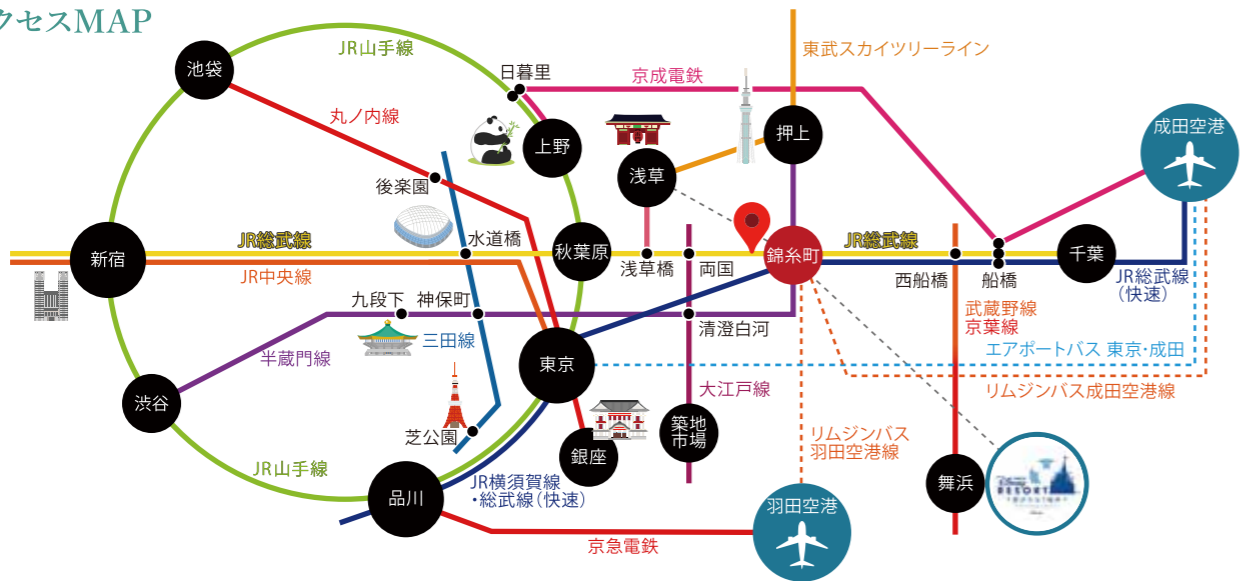 クセスMAP
JR山手線
池袋
日暮里
京成電鉄
東武スカイツリーライン
丸ノ内線
上野
押上
成田空港
浅草
後楽園
JR総武線
水道橋
秋葉原
浅草橋
両国
錦糸町
JR総武線
千葉
新宿
JR中央線
西船橋
船橋
JR総武線
(快速)
九段下
神保町
三田線
清澄白河
武蔵野線
京葉線
半蔵門線
東京
エアポートバス 東京・成田
大江戸線
リムジンバス成田空港線
渋谷
芝公園
築地
市場
リムジンバス
羽田空港線
銀座
JR山手線
品川
JR横須賀線
・総武線(快速)
舞浜
RESORT
羽田空港
京急電鉄